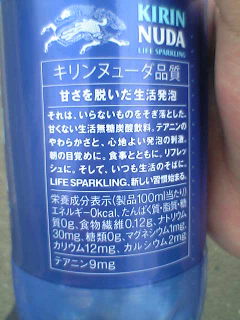 KIRIN
NUDA
LIFE SPARKLING
キリンヌューダ品質
甘さを脱いだ生活発泡
それは、いらないものをそぎ落とした、
甘くない生活無糖炭酸飲料。テアニンの
やわらかさと、心地よい発泡の刺激。
朝の目覚めに。食事とともに。リフレッ
シュに。そして、いつも生活のそばに。
LIFE SPARKLING. 新しい習慣始まる。
栄養成分表示(製品100ml当たり)
エネルギー0kcal、たんぱく質・脂質・糖
質0g、食物繊維0.12g、ナトリウム
30mg、糖類0g、マグネシウム1mg、
カリウム12mg、カルシウム2mg
テアニン9mg